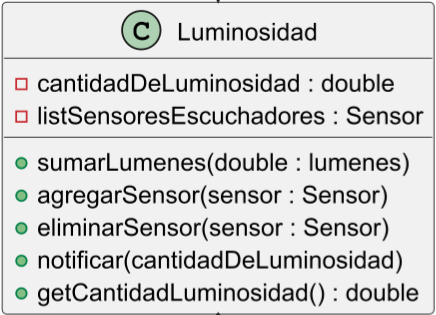 C Luminosidad
cantidadDeLuminosidad : double
listSensoresEscuchadores : Sensor
sumarLumenes(double : lumenes)
agregarSensor(sensor : Sensor)
eliminarSensor(sensor : Sensor)
notificar(cantidadDeLuminosidad)
getCantidadLuminosidad() : double